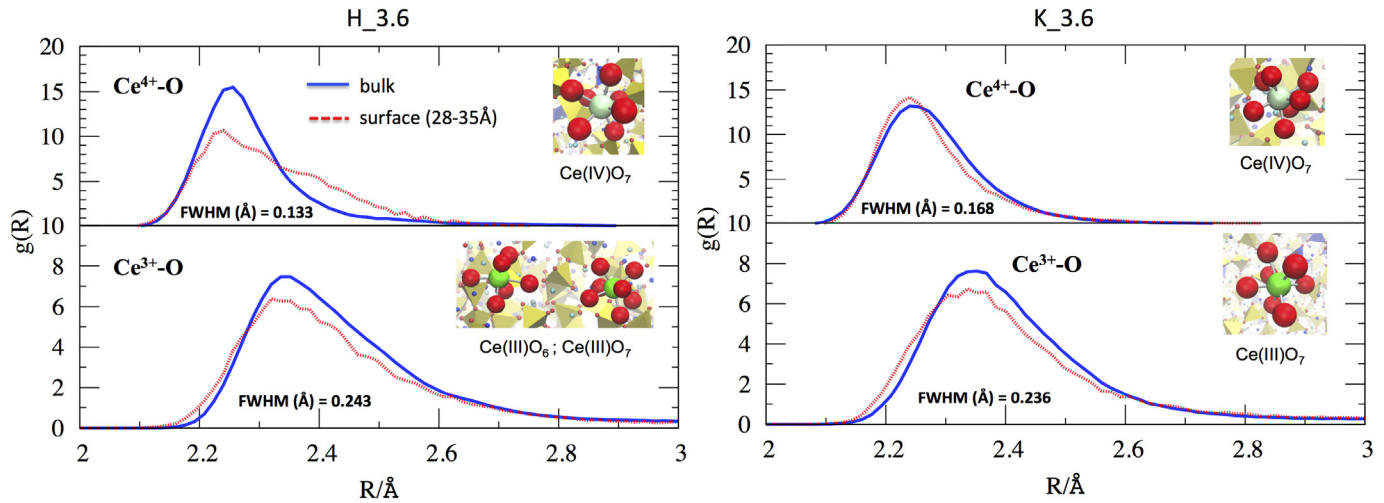 H_3.6
K_3.6
g(R)
20
15
10
5
10
8
6
4
2
0
Ce⁴⁺-O
bulk
surface (28-35Å)
Ce(IV)O₇
FWHM (Å) = 0.133
Ce³⁺-O
Ce(III)O₆ ; Ce(III)O₇
FWHM (Å) = 0.243
2
2.2
2.4
2.6
2.8
3
R/Å
g(R)
20
15
10
5
10
8
6
4
2
0
Ce⁴⁺-O
Ce(IV)O₇
FWHM (Å) = 0.168
Ce³⁺-O
Ce(III)O₇
FWHM (Å) = 0.236
2
2.2
2.4
2.6
2.8
3
R/Å